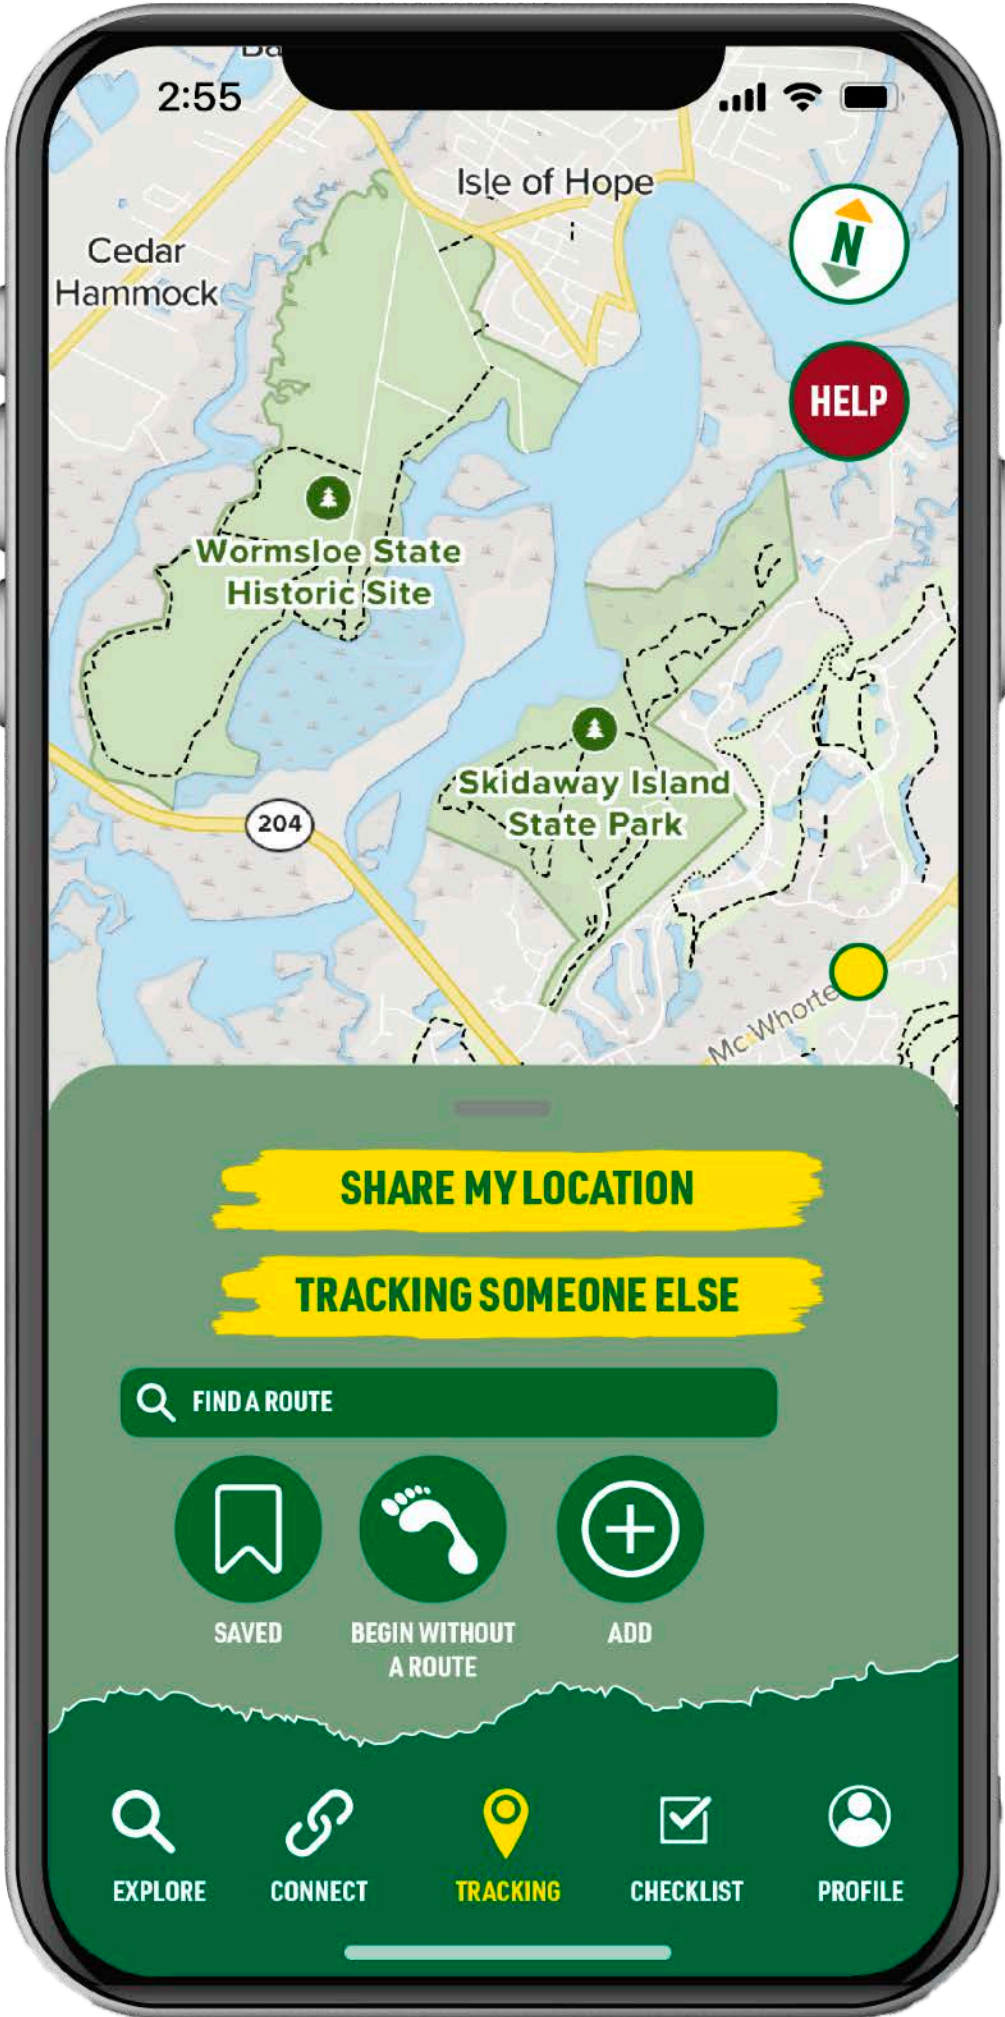 2:55
Isle of Hope
Cedar
Hammock
N
HELP
Wormsloe State
Historic Site
Skidaway Island
State Park
204
Mc Whorte
SHARE MY LOCATION
TRACKING SOMEONE ELSE
FIND A ROUTE
SAVED
BEGIN WITHOUT
A ROUTE
ADD
EXPLORE
CONNECT
TRACKING
CHECKLIST
PROFILE